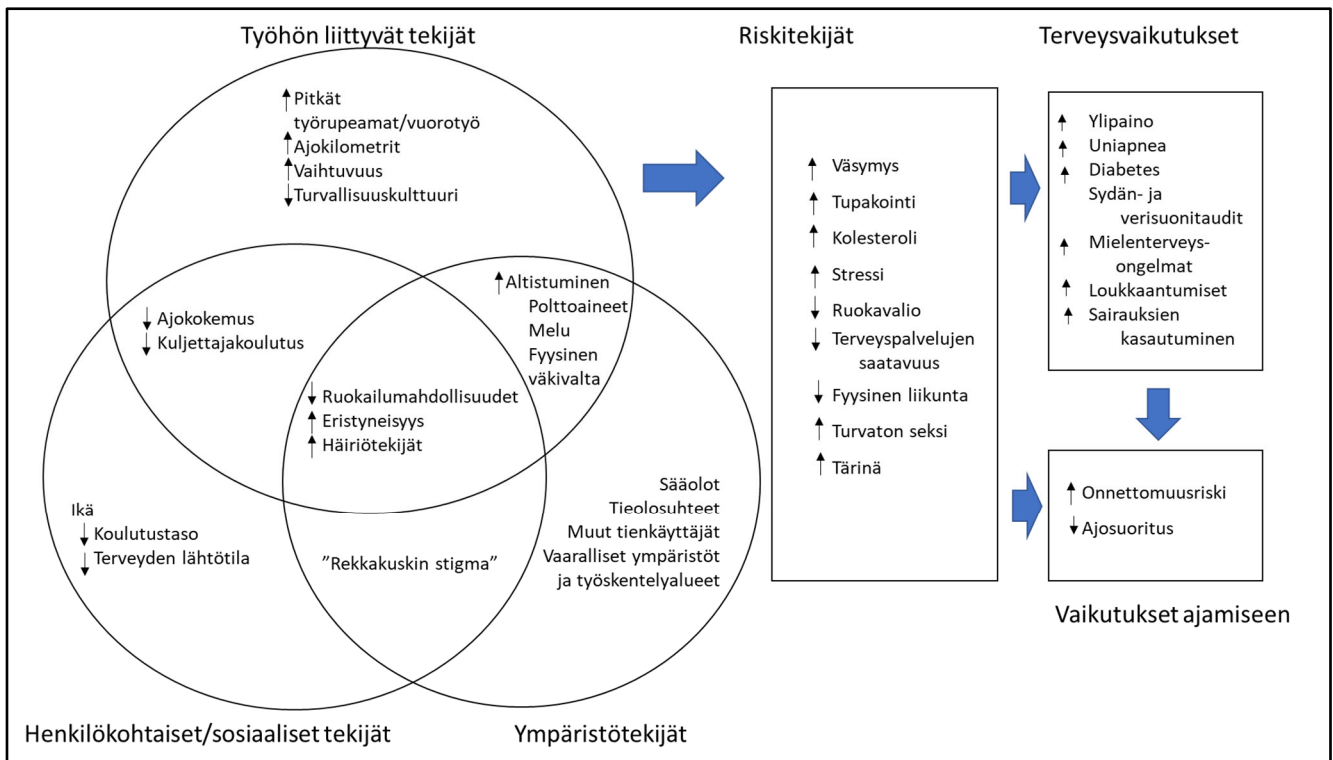 Työhön liittyvät tekijät
Riskitekijät
Terveysvaikutukset
Pitkät
työrupeamat/vuorotyö
Ajokilometrit
Vaihtuvuus
Turvallisuuskulttuuri
Ajokokemus
Kuljettajakoulutus
Altistuminen
Polttoaineet
Melu
Fyysinen
väkivalta
Ruokailumahdollisuudet
Eristyneisyys
Häiriötekijät
Ikä
Koulutustaso
Terveyden lähtötila
"Rekkakuskin stigma"
Sääolot
Tieolosuhteet
Muut tienkäyttäjät
Vaaralliset ympäristöt
ja työskentelyalueet
Henkilökohtaiset/sosiaaliset tekijät
Ympäristötekijät
Väsymys
Tupakointi
Kolesteroli
Stressi
Ruokavalio
Terveyspalvelujen
saatavuus
Fyysinen liikunta
Turvaton seksi
Tärinä
Ylipaino
Uniapnea
Diabetes
Sydän- ja
verisuonitaudit
Mielenterveys-
ongelmat
Loukkaantumiset
Sairauksien
kasautuminen
Onnettomuusriski
Ajosuoritus
Vaikutukset ajamiseen